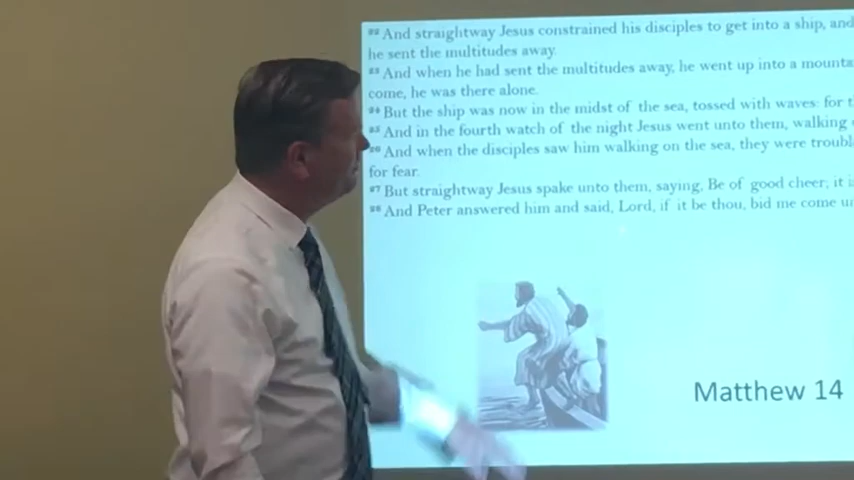 22 And straightway Jesus constrained his disciples to get into a ship, and
he sent the multitudes away.
23 And when he had sent the multitudes away, he went up into a
come, he was there alone.
24 But the ship was now in the midst of the sea, tossed with waves: for
25 And in the fourth watch of the night Jesus went unto them, walking
26 And when the disciples saw him walking on the sea, they were
for fear.
27 But straightway Jesus spake unto them, saying, Be of good cheer; it
28 And Peter answered him and said, Lord, if it be thou, bid me come
Matthew 14